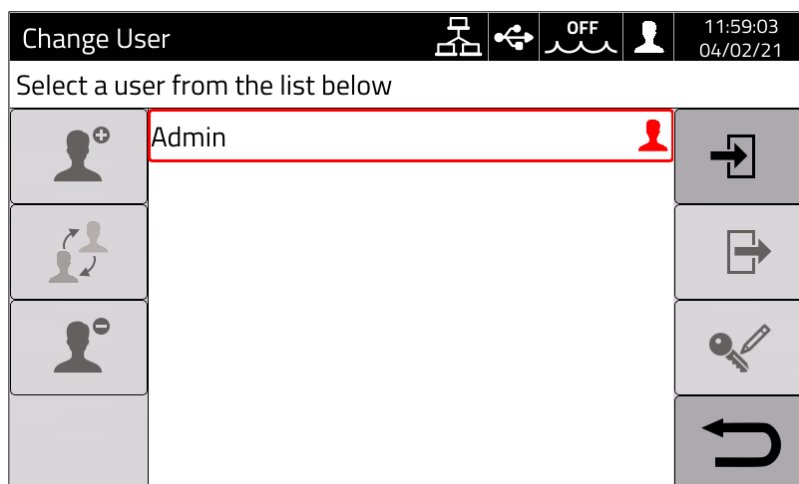 Change User
OFF
11:59:03
04/02/21
Select a user from the list below
Admin